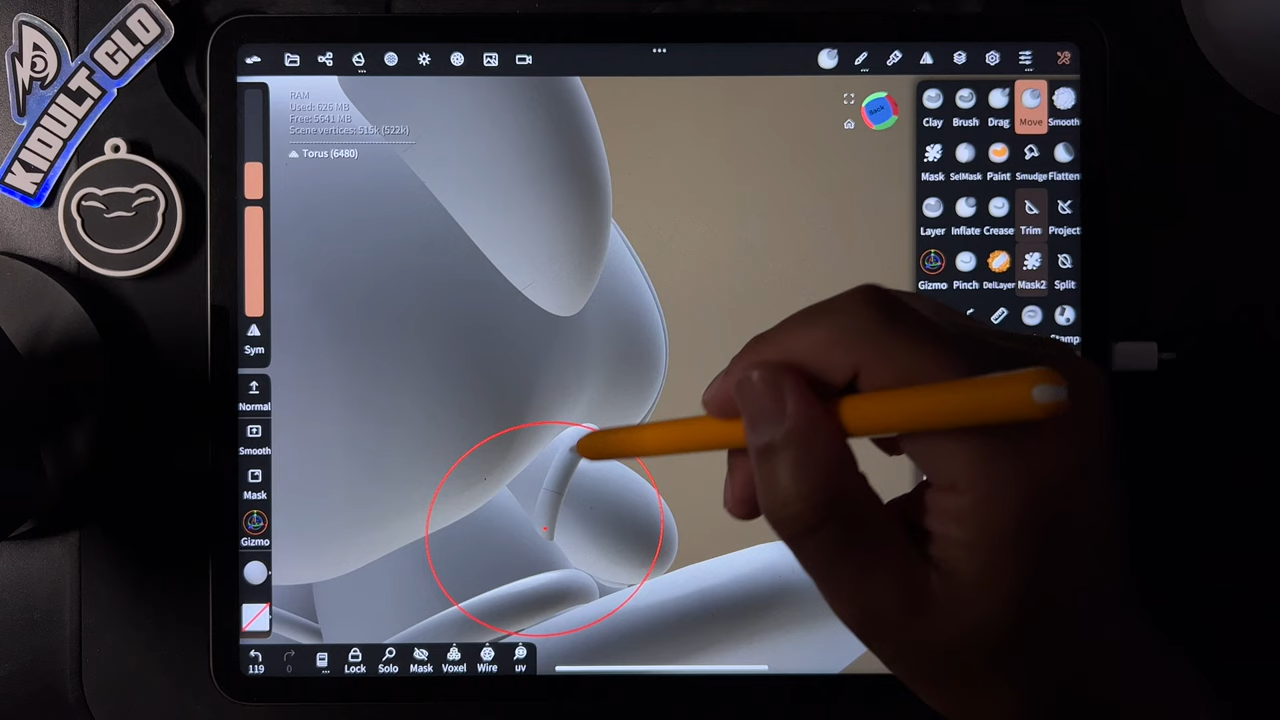 KIDULT CLO
RAM
Used: 626 MB
Free: 5641 MB
Scene vertices: 515k (522k)
Torus (6480)
Back
Clay Brush Drag Move Smooth
Mask SelMask Paint Smudge Flatten
Layer Inflate Crease Trim Project
Gizmo Pinch DelLayer Mask2 Split
Stamp
Sym
Normal
Smooth
Mask
Gizmo
119 0 Lock Solo Mask Voxel Wire uv